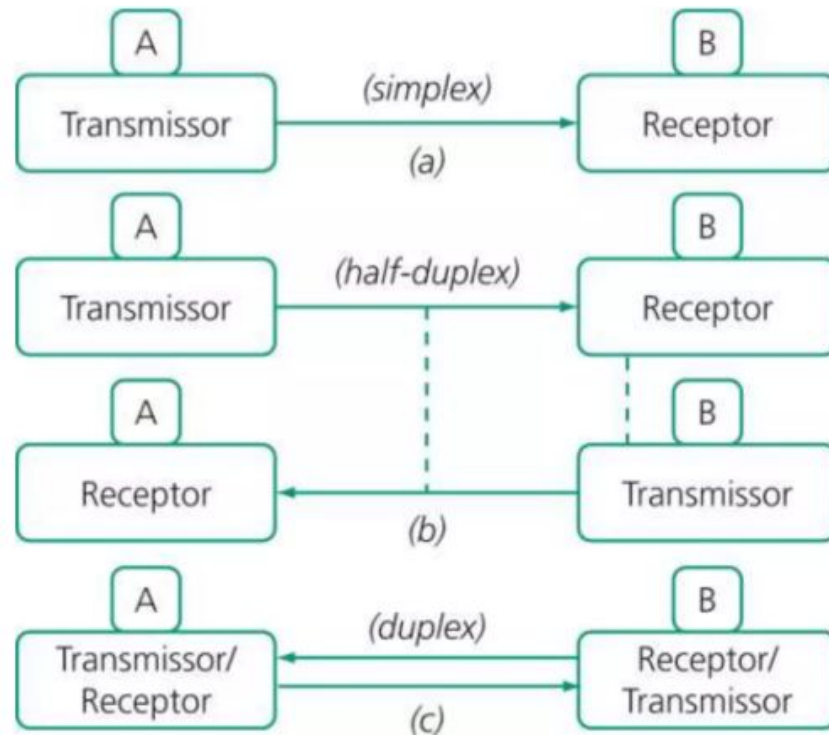 A
B
Transmissor
(simplex)
Receptor
(a)
A
B
Transmissor
(half-duplex)
Receptor
A
B
Receptor
Transmissor
(b)
A
B
Transmissor/
Receptor
(duplex)
Receptor/
Transmissor
(c)